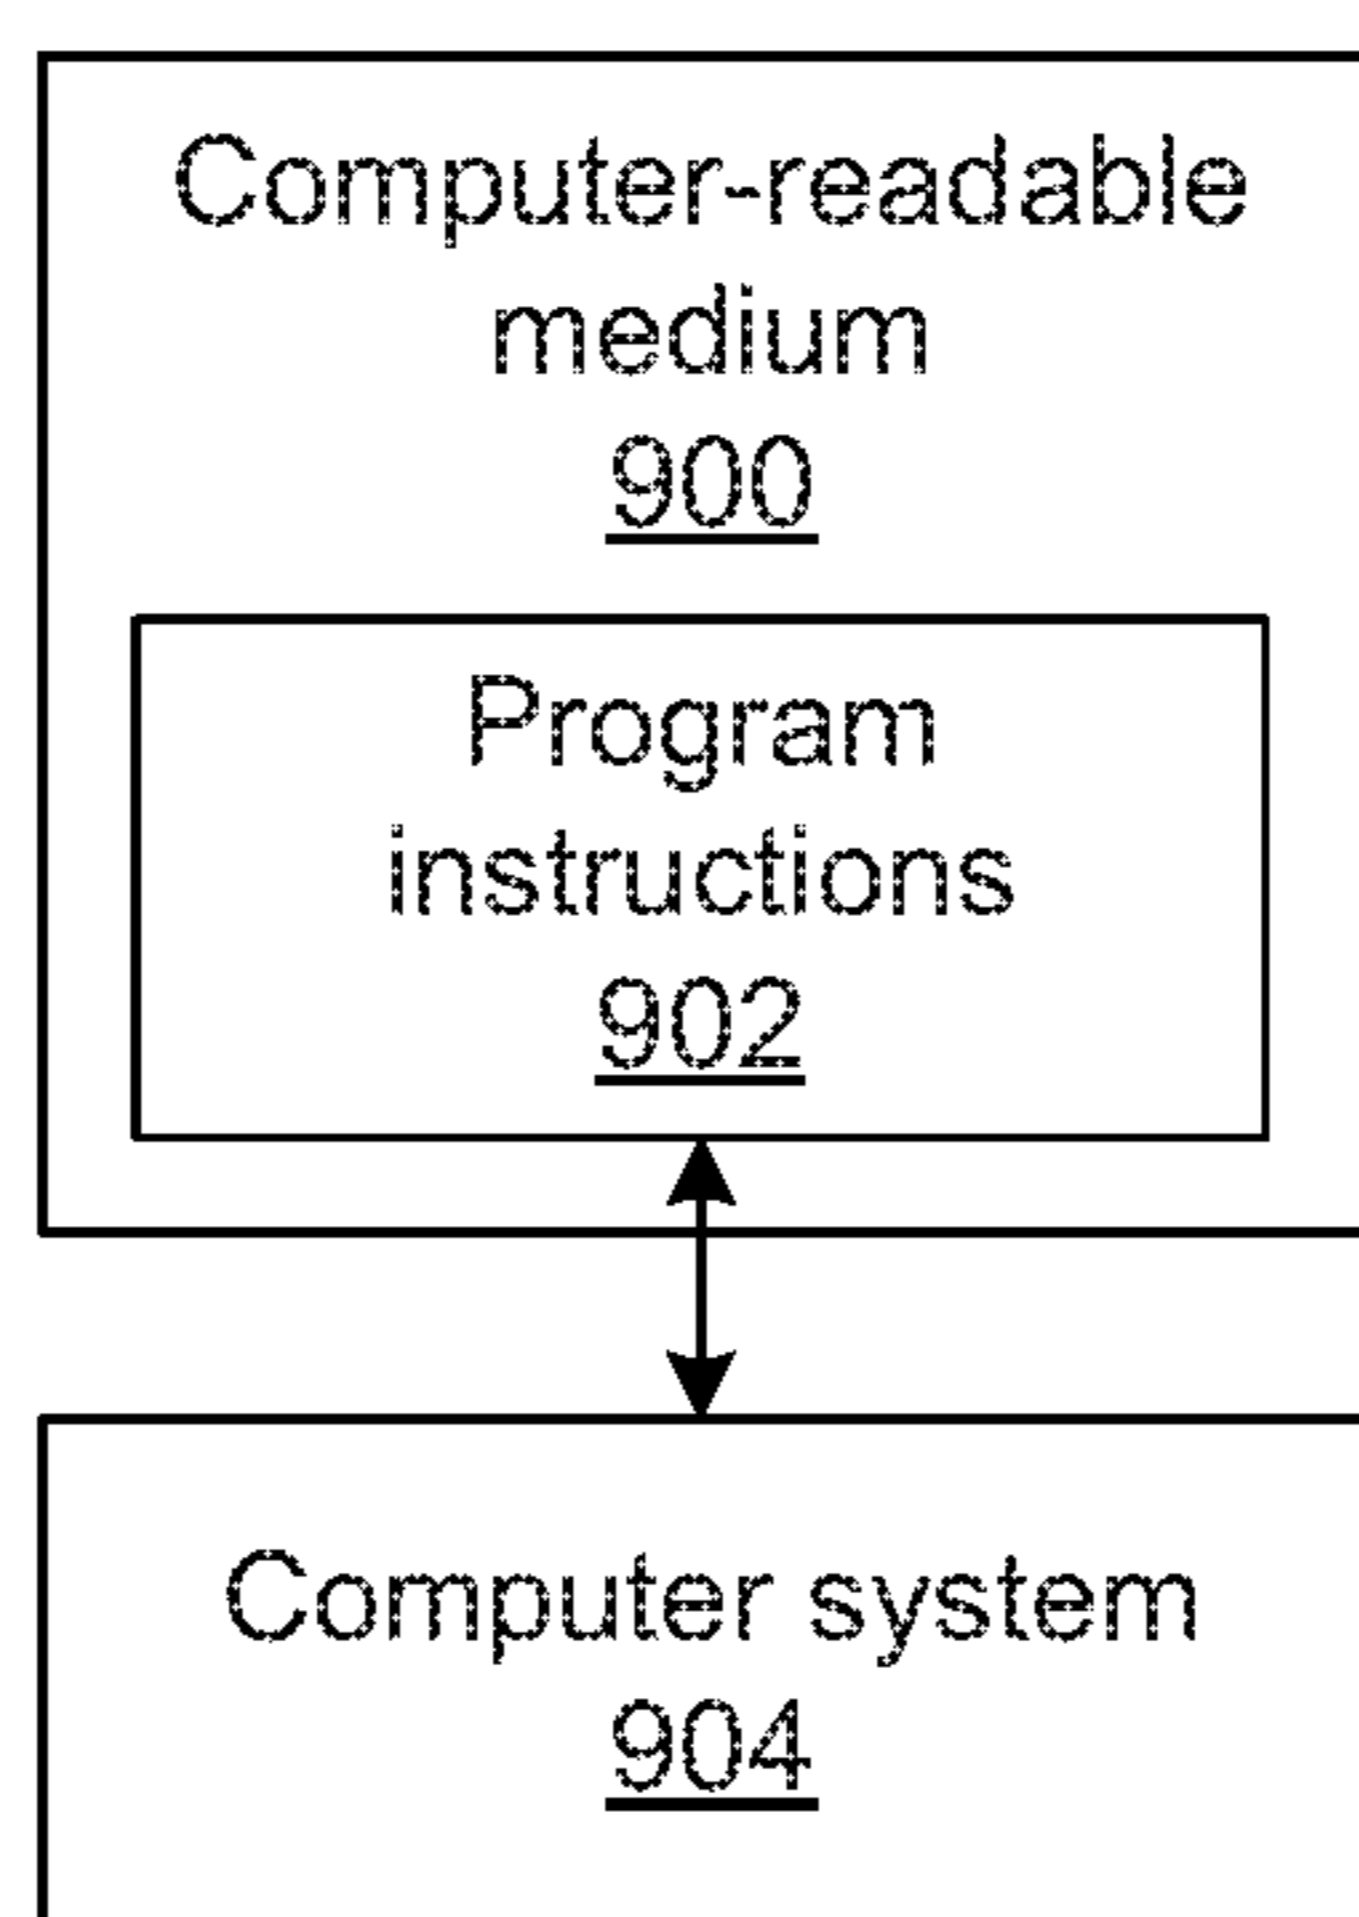 Computer-readable
medium
900
Program
instructions
902
Computer system
904